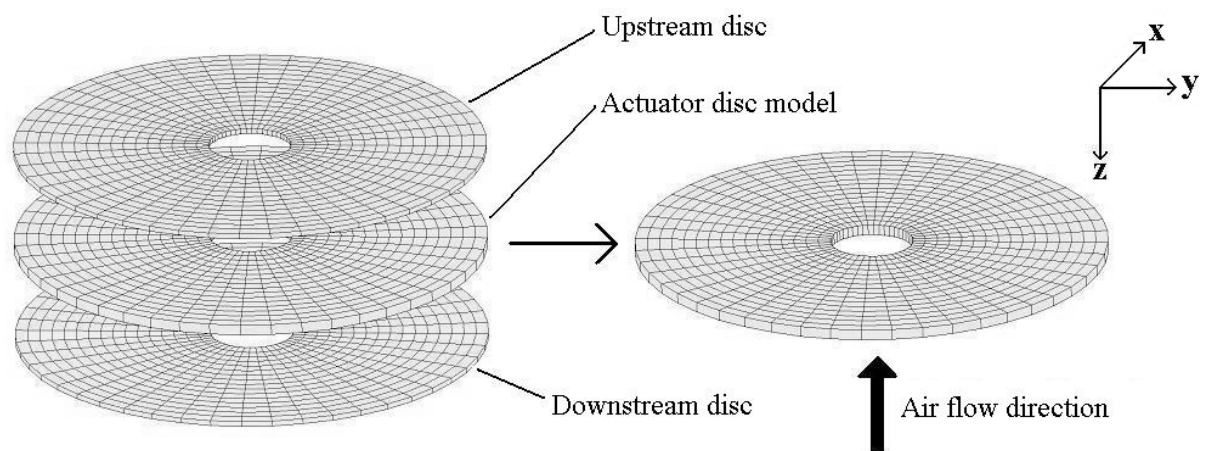 Upstream disc
Actuator disc model
Downstream disc
x
y
z
Air flow direction